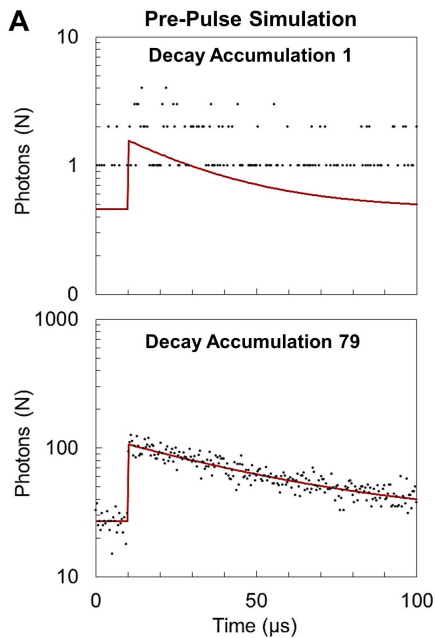 A
Pre-Pulse Simulation
Decay Accumulation 1
10
1
0
Photons (N)
Decay Accumulation 79
1000
100
10
Photons (N)
0 50 100
Time (µs)